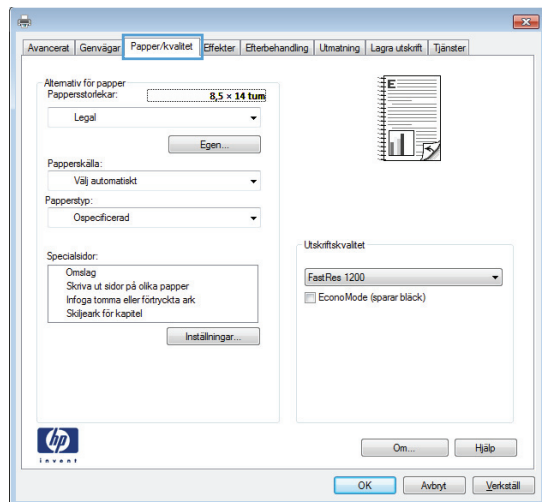 Avancerat Genvägar Papper/kvalitet Effekter Efterbehandling Utmatning Lagra utskrift Tjänster
Alternativ för papper
Pappersstorlekar:
8,5 × 14 tum
Legal
Egen...
Papperskälla:
Välj automatiskt
Papperstyp:
Ospecificerad
Specialsidor:
Omslag
Skriva ut sidor på olika papper
Infoga tomma eller förtryckta ark
Skiljeark för kapitel
Inställningar...
E
Utskriftskvalitet
FastRes 1200
EconoMode (sparar bläck)
hp
invent
Om... Hjälp
OK Avbryt Verkställ